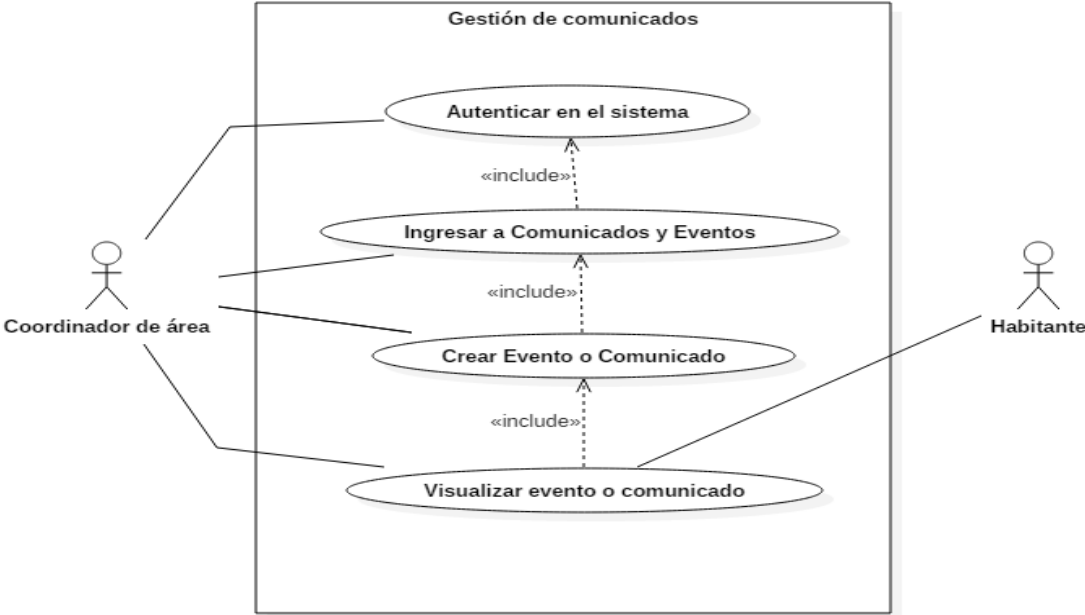 Gestión de comunicados
Autenticar en el sistema
«include»
Ingresar a Comunicados y Eventos
«include»
Coordinador de área
Habitante
Crear Evento o Comunicado
«include»
Visualizar evento o comunicado